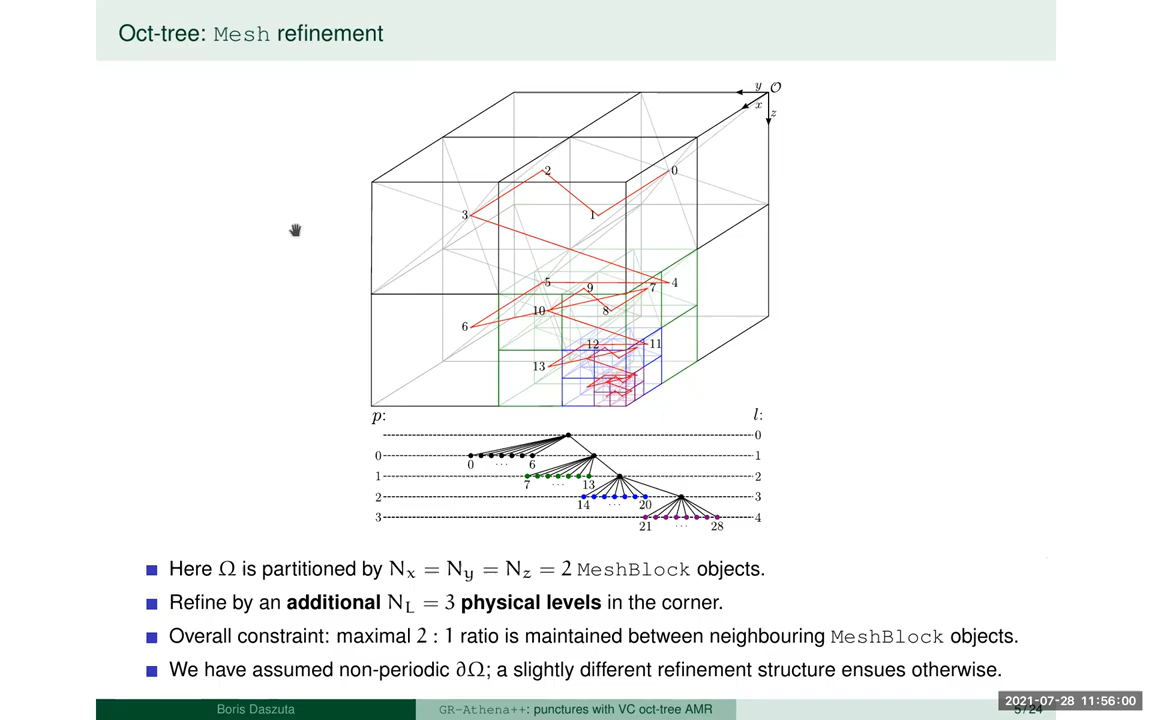 Oct-tree: Mesh refinement
y O
x
z
2 0
3 1
5 9 7 4
10 8
6
12 11
13
p: l:
0
0 1
0 ··· 6
1 2
7 ··· 13
2 3
14 ··· 20
3 4
21 ··· 28
Here Ω is partitioned by Nx = Ny = Nz = 2 MeshBlock objects.
Refine by an additional NL = 3 physical levels in the corner.
Overall constraint: maximal 2 : 1 ratio is maintained between neighbouring MeshBlock objects.
We have assumed non-periodic ∂Ω; a slightly different refinement structure ensues otherwise.
2021-07-28 11:56:00
Boris Daszuta GR-Athena++: punctures with VC oct-tree AMR 5/24